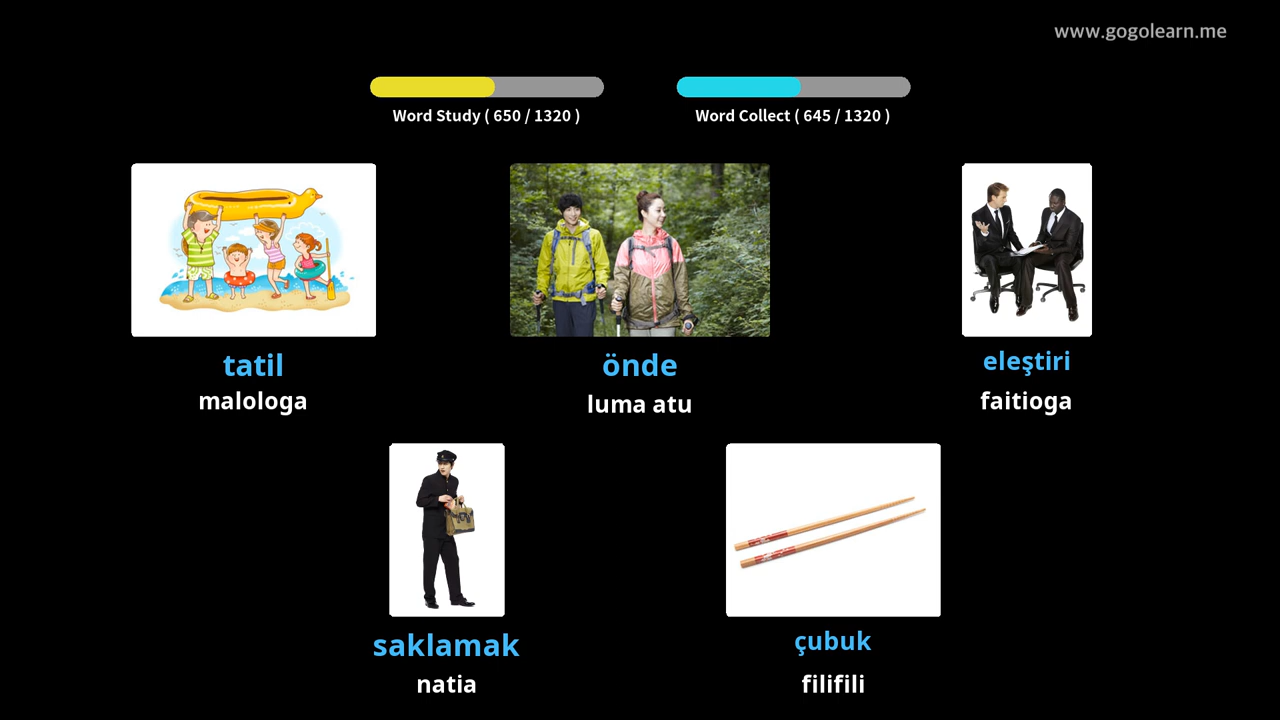 www.gogolearn.me
Word Study ( 650 / 1320 )
Word Collect ( 645 / 1320 )
tatil
malologa
önde
luma atu
eleştiri
faitioga
saklamak
natia
çubuk
filifili